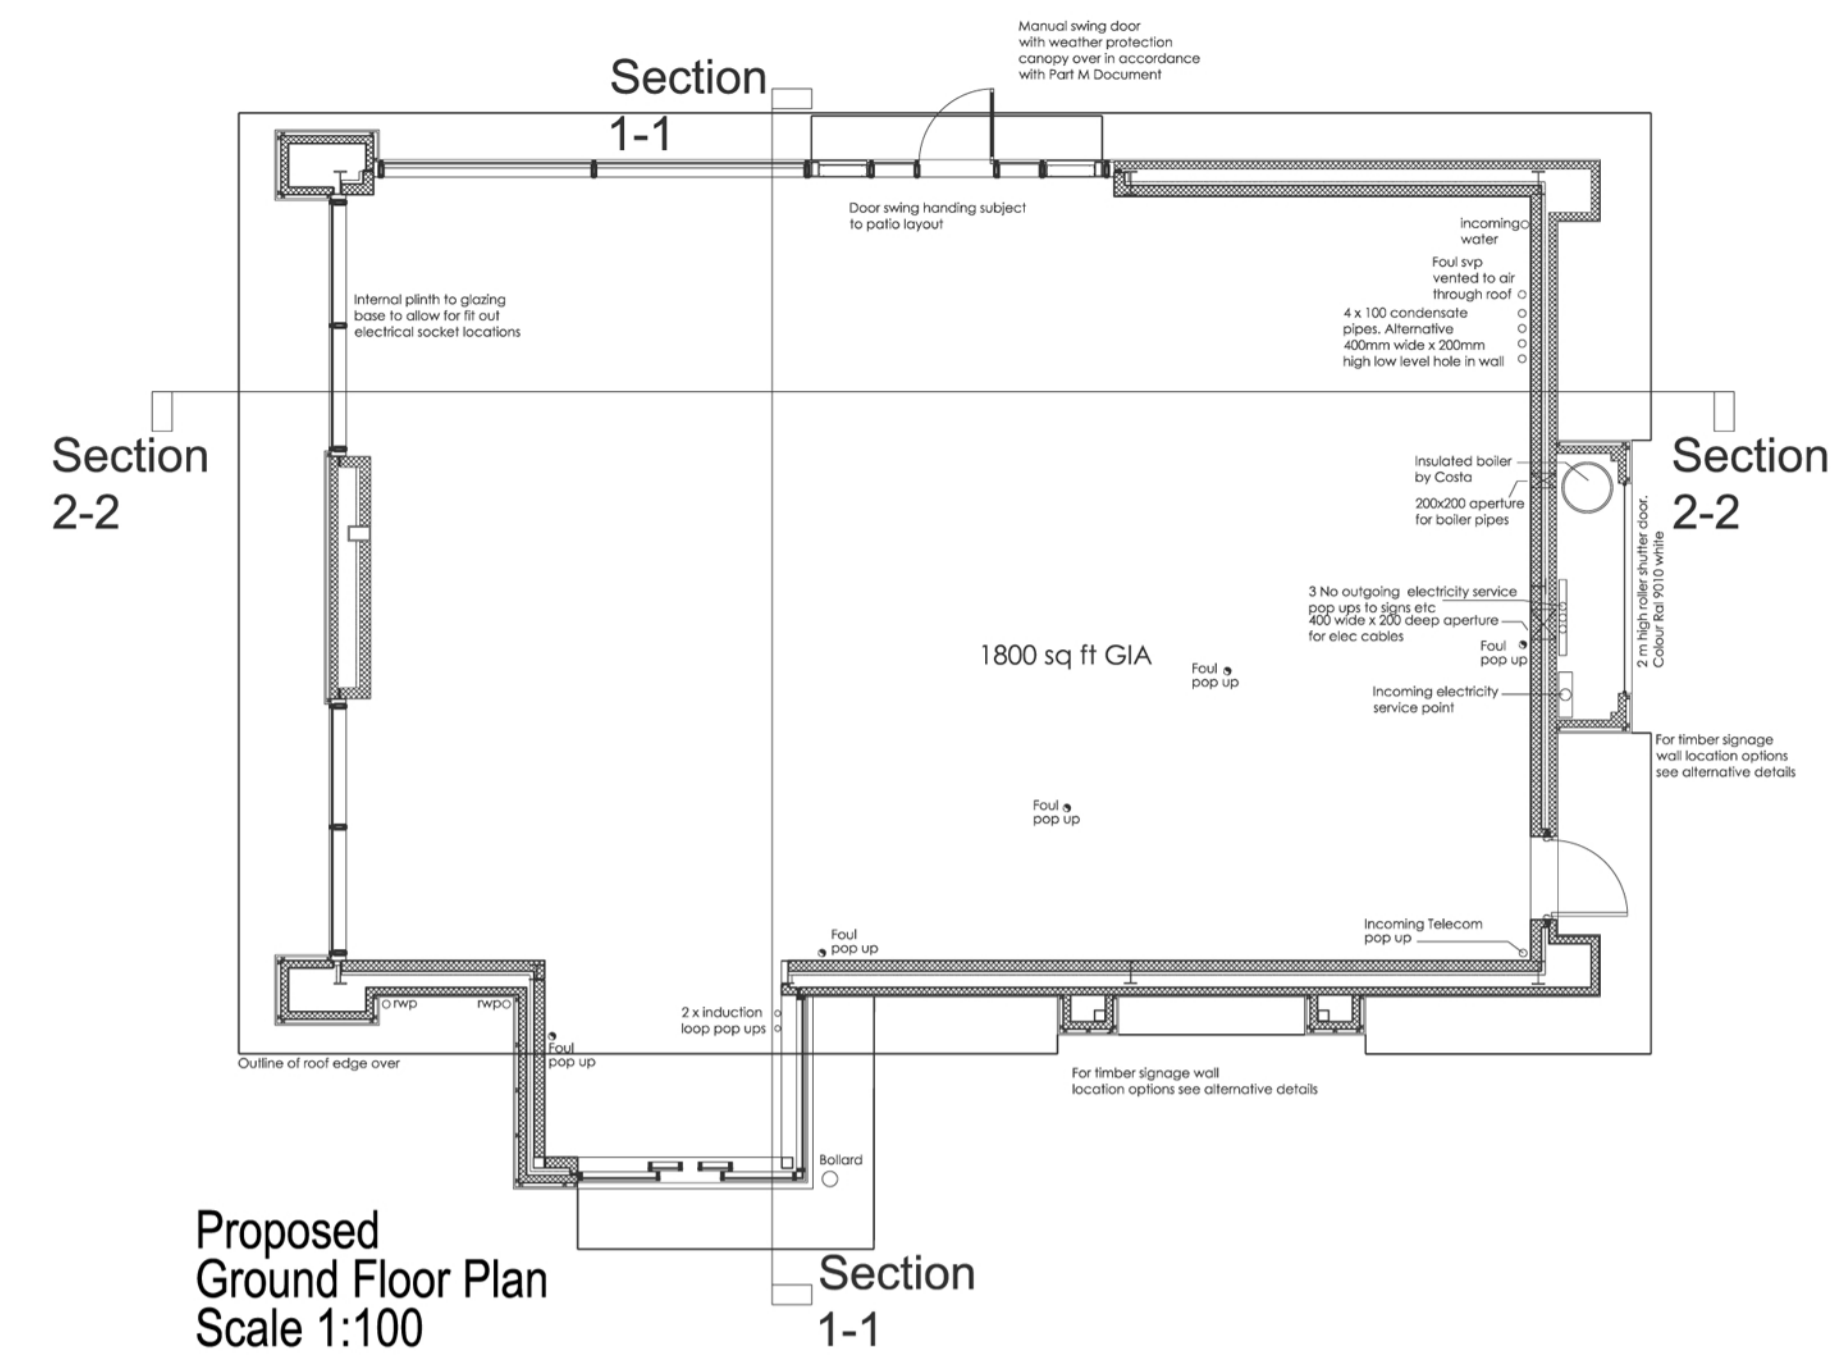 Manual swing door
with weather protection
canopy over in accordance
with Part M Document
Section
1-1
Door swing handing subject
to patio layout
incoming
water
Foul svp
vented to air
through roof
4 x 100 condensate
pipes. Alternative
400mm wide x 200mm
high low level hole in wall
Internal plinth to glazing
base to allow for fit out
electrical socket locations
Section
2-2
Section
2-2
Insulated boiler
by Costa
200x200 aperture
for boiler pipes
2 m high roller shutter door.
Colour Ral 9010 white
3 No outgoing electricity service
pop ups to signs etc
400 wide x 200 deep aperture
for elec cables
Foul
pop up
1800 sq ft GIA
Foul
pop up
Incoming electricity
service point
For timber signage
wall location options
see alternative details
Foul
pop up
Incoming Telecom
pop up
Foul
pop up
rwp
rwp
2 x induction
loop pop ups
Foul
pop up
Outline of roof edge over
For timber signage wall
location options see alternative details
Bollard
Proposed
Ground Floor Plan
Scale 1:100
Section
1-1